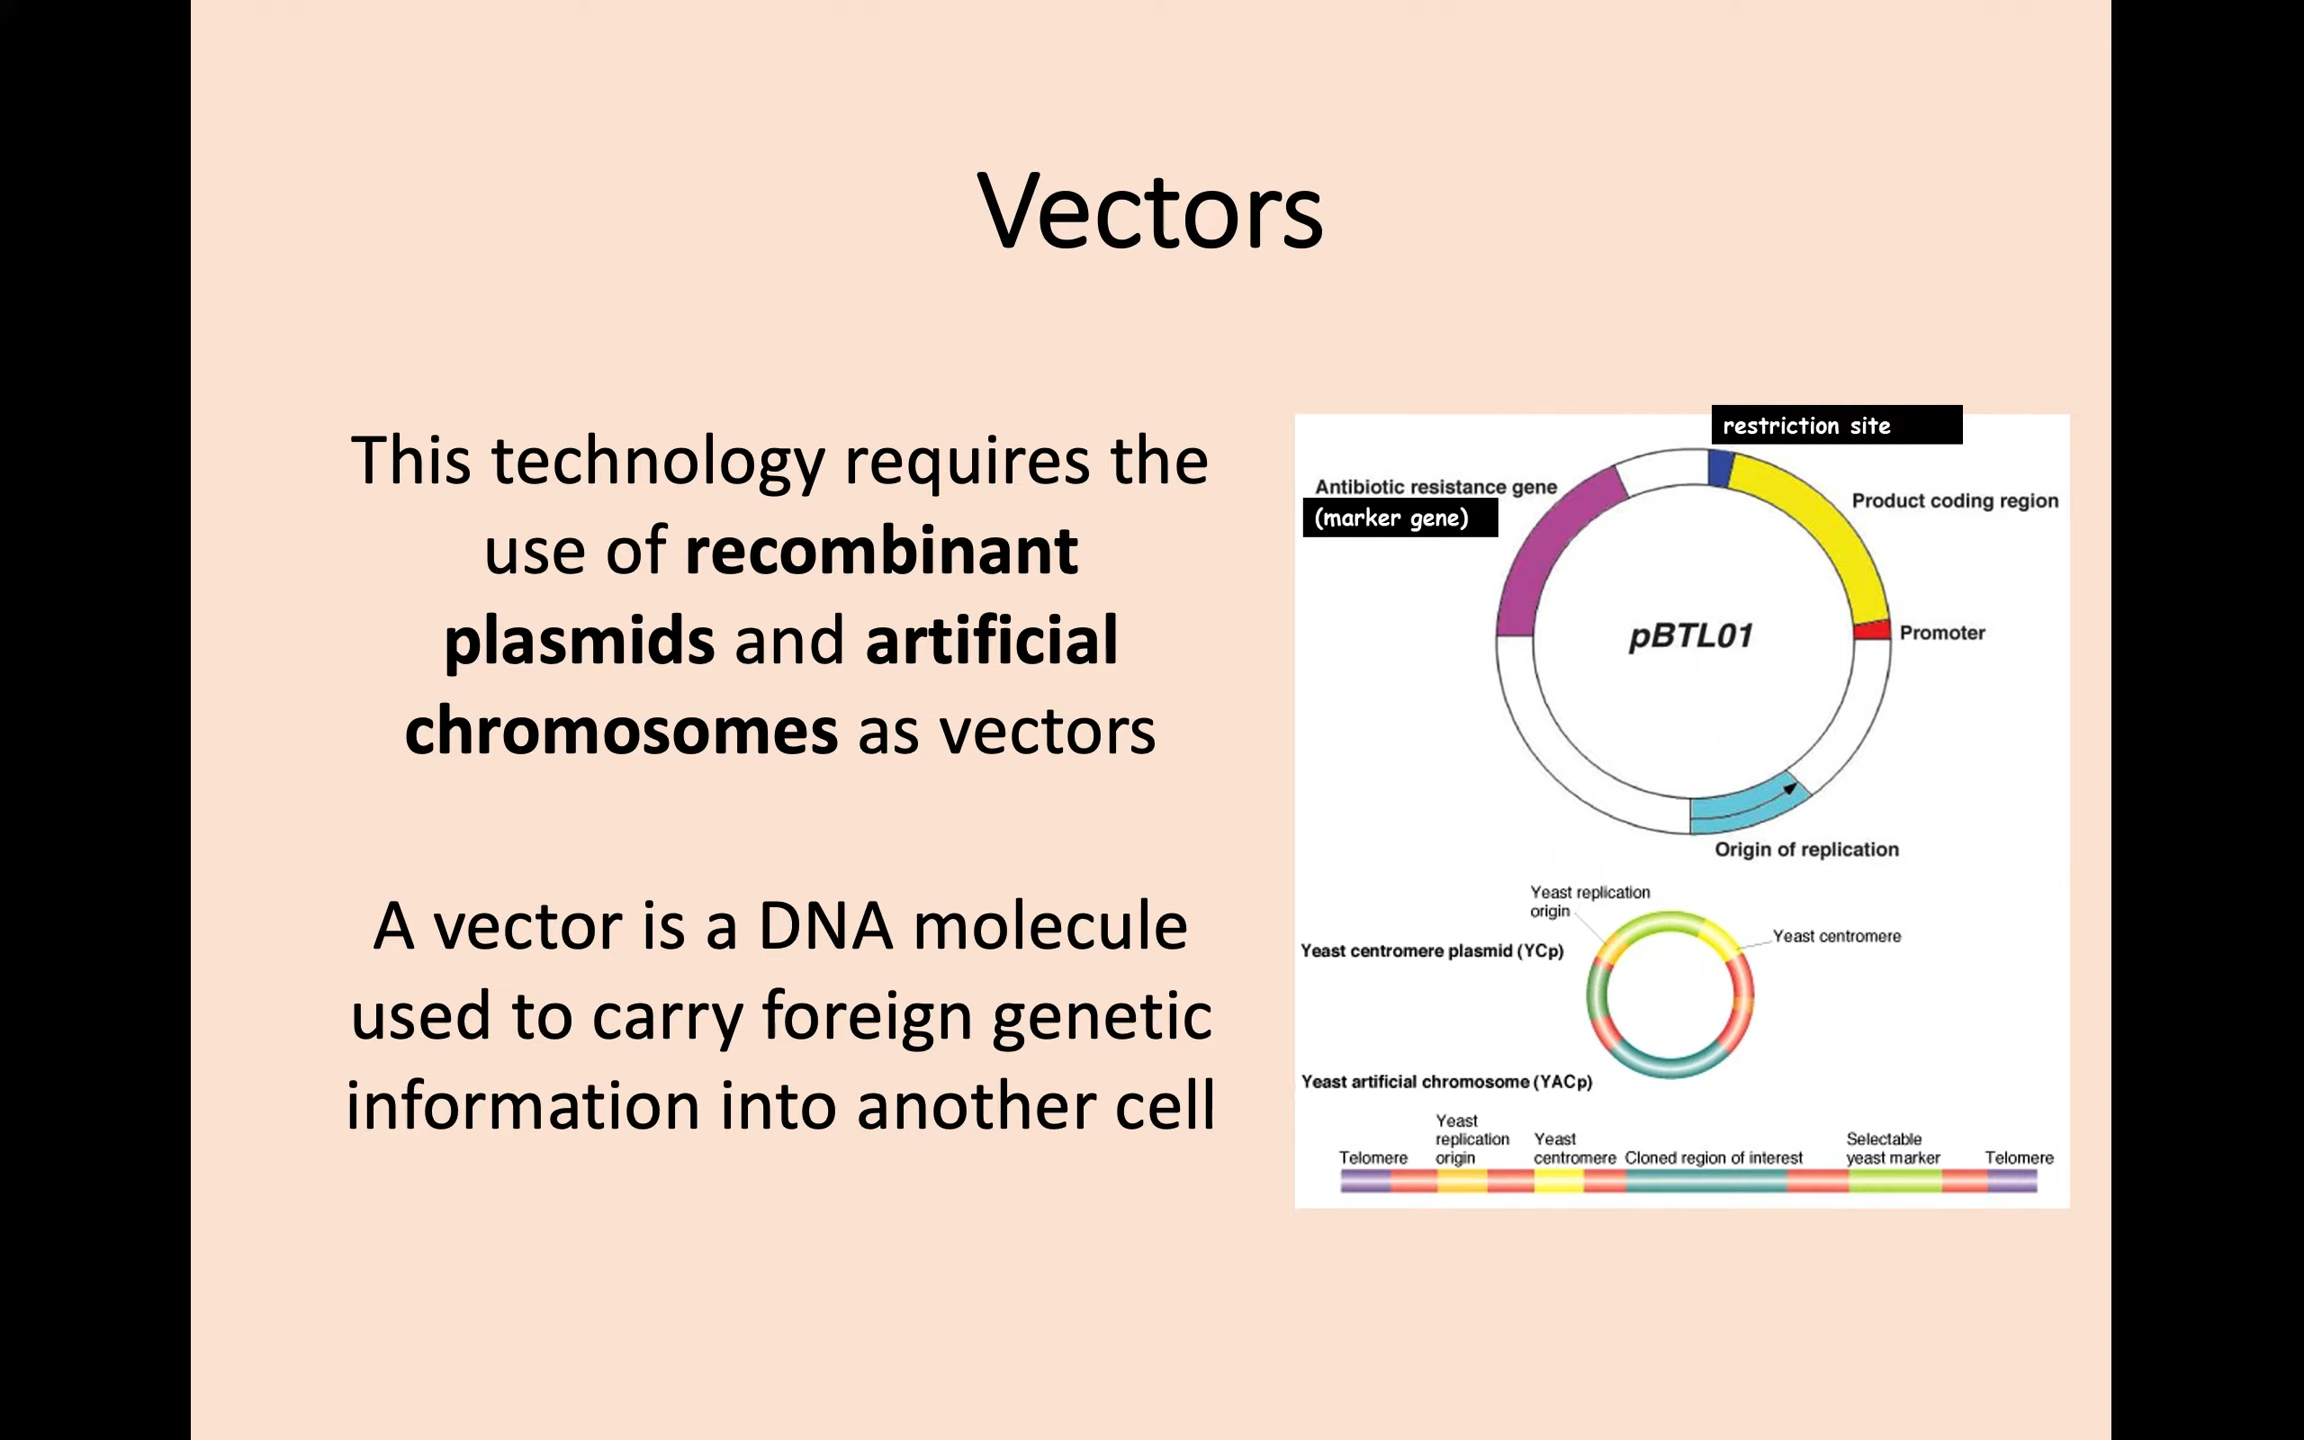 Vectors
This technology requires the
use of recombinant
plasmids and artificial
chromosomes as vectors
A vector is a DNA molecule
used to carry foreign genetic
information into another cell
restriction site
Antibiotic resistance gene
(marker gene)
Product coding region
pBTL01
Promoter
Origin of replication
Yeast replication
origin
Yeast centromere
Yeast centromere plasmid (YCp)
Yeast artificial chromosome (YACp)
Telomere
Yeast
replication
origin
Yeast
centromere
Cloned region of interest
Selectable
yeast marker
Telomere